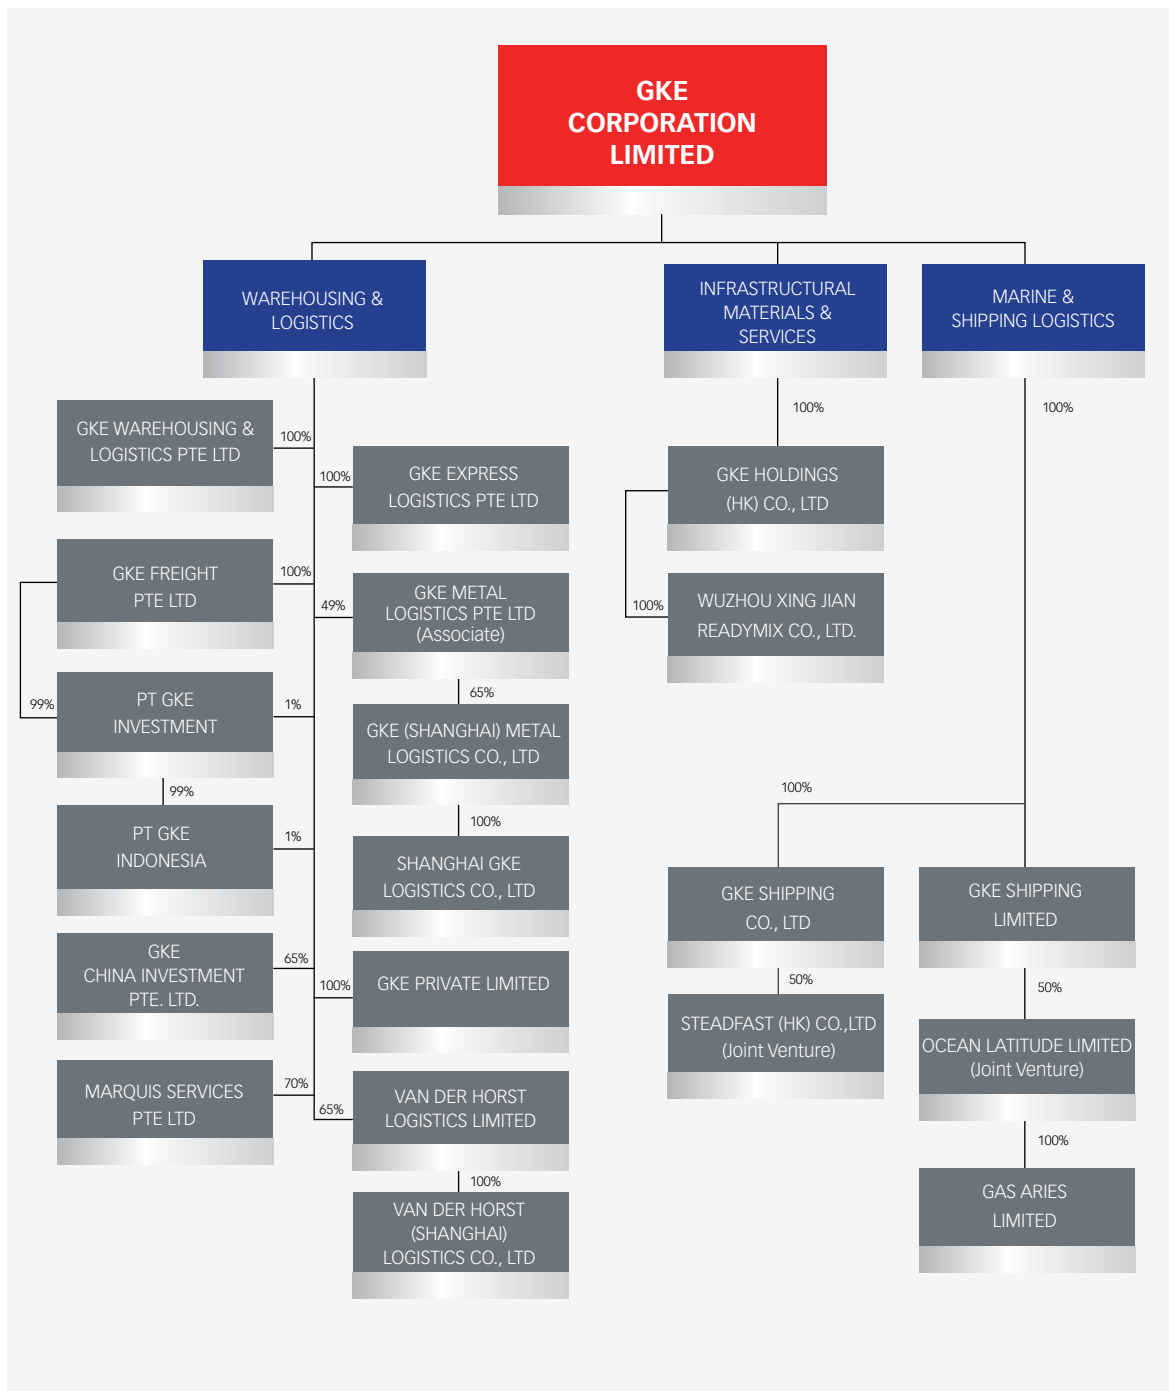 GKE
CORPORATION
LIMITED
WAREHOUSING &
LOGISTICS
INFRASTRUCTURAL
MATERIALS &
SERVICES
MARINE &
SHIPPING LOGISTICS
GKE WAREHOUSING &
LOGISTICS PTE LTD
100%
100%
GKE EXPRESS
LOGISTICS PTE LTD
GKE FREIGHT
PTE LTD
100%
49%
GKE METAL
LOGISTICS PTE LTD
(Associate)
99%
PT GKE
INVESTMENT
1%
65%
GKE (SHANGHAI) METAL
LOGISTICS CO., LTD
99%
PT GKE
INDONESIA
1%
100%
SHANGHAI GKE
LOGISTICS CO., LTD
GKE
CHINA INVESTMENT
PTE. LTD.
65%
100%
GKE PRIVATE LIMITED
MARQUIS SERVICES
PTE LTD
70%
65%
VAN DER HORST
LOGISTICS LIMITED
100%
VAN DER HORST
(SHANGHAI)
LOGISTICS CO., LTD
100%
GKE HOLDINGS
(HK) CO., LTD
100%
WUZHOU XING JIAN
READYMIX CO., LTD.
100%
100%
GKE SHIPPING
CO., LTD
50%
STEADFAST (HK) CO.,LTD
(Joint Venture)
GKE SHIPPING
LIMITED
50%
OCEAN LATITUDE LIMITED
(Joint Venture)
100%
GAS ARIES
LIMITED